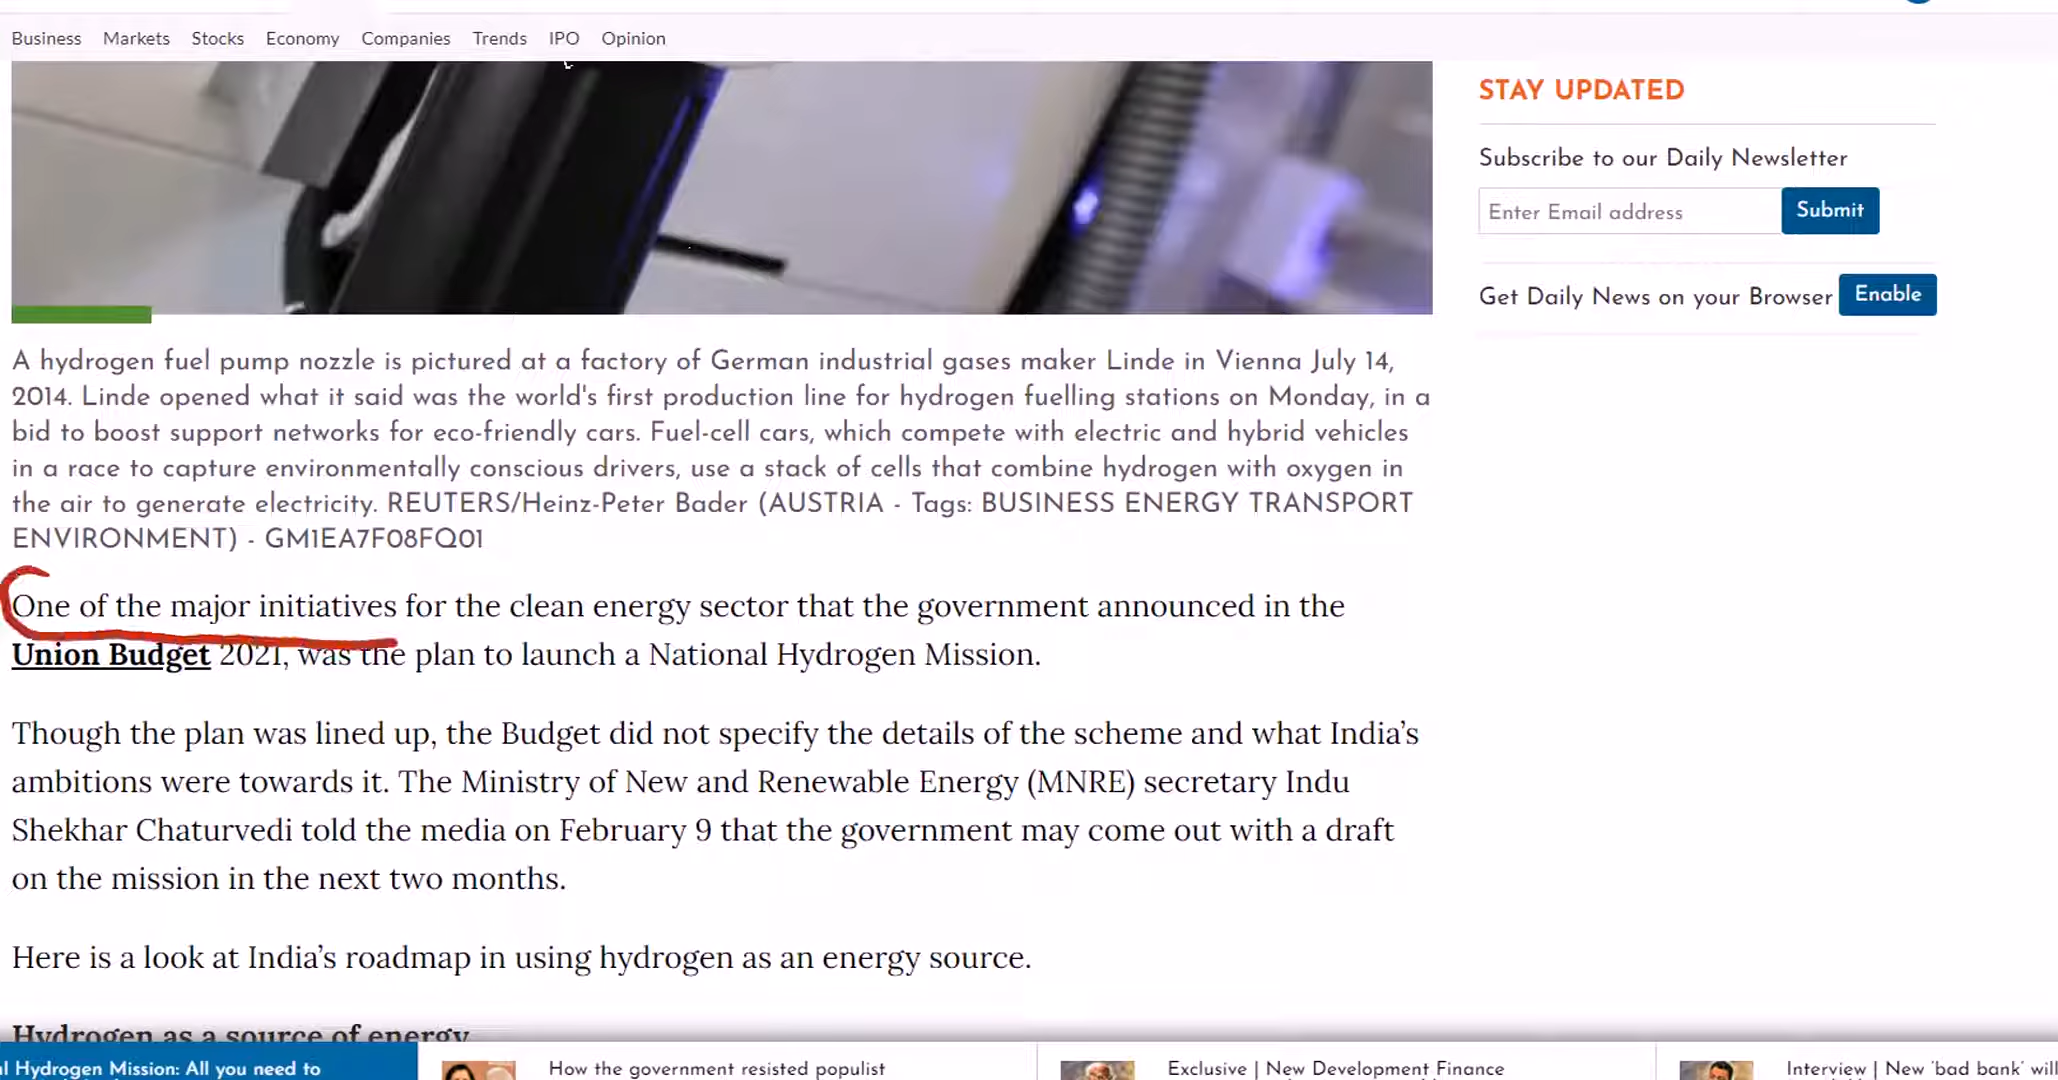 Business Markets Stocks Economy Companies Trends IPO Opinion
STAY UPDATED
Subscribe to our Daily Newsletter
Enter Email address Submit
Get Daily News on your Browser Enable
A hydrogen fuel pump nozzle is pictured at a factory of German industrial gases maker Linde in Vienna July 14,
2014. Linde opened what it said was the world's first production line for hydrogen fuelling stations on Monday, in a
bid to boost support networks for eco-friendly cars. Fuel-cell cars, which compete with electric and hybrid vehicles
in a race to capture environmentally conscious drivers, use a stack of cells that combine hydrogen with oxygen in
the air to generate electricity. REUTERS/Heinz-Peter Bader (AUSTRIA - Tags: BUSINESS ENERGY TRANSPORT
ENVIRONMENT) - GM1EA7F08FQ01
One of the major initiatives for the clean energy sector that the government announced in the
Union Budget 2021, was the plan to launch a National Hydrogen Mission.
Though the plan was lined up, the Budget did not specify the details of the scheme and what India’s
ambitions were towards it. The Ministry of New and Renewable Energy (MNRE) secretary Indu
Shekhar Chaturvedi told the media on February 9 that the government may come out with a draft
on the mission in the next two months.
Here is a look at India’s roadmap in using hydrogen as an energy source.
Hydrogen as a source of energy
l Hydrogen Mission: All you need to
How the government resisted populist
Exclusive | New Development Finance
Interview | New ‘bad bank’ will